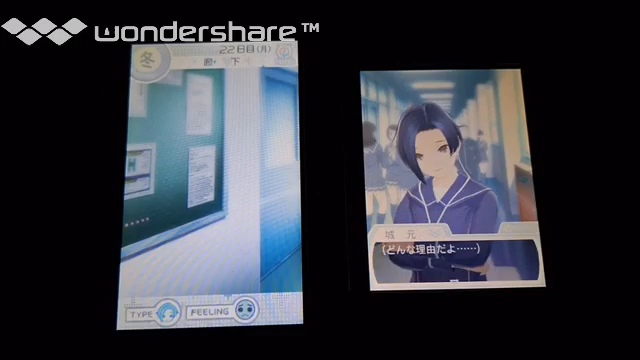 wondershare™
冬
22日目(月)
廊下
TYPE
FEELING
城 元
(どんな理由だよ……)